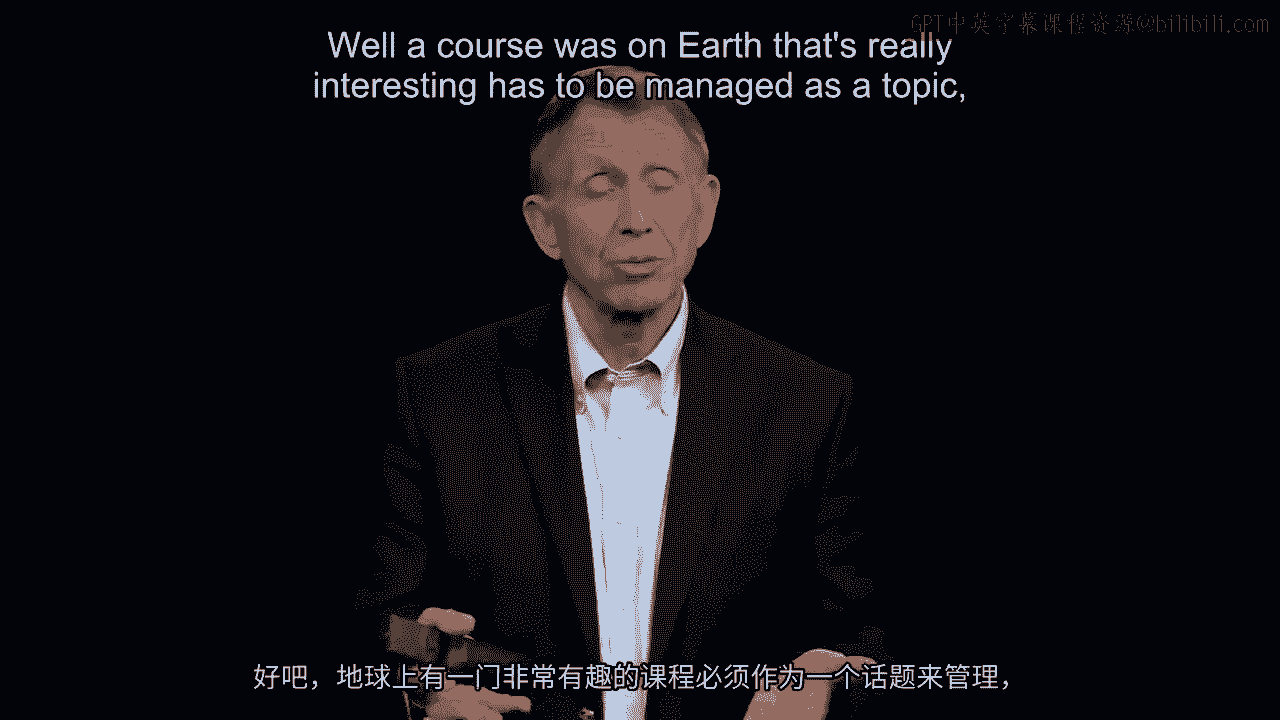 GPT中英字幕课程资源@bilibili.com
Well a course was on Earth that's really
interesting has to be managed as a topic,
好吧，地球上有一门非常有趣的课程必须作为一个话题来管理，